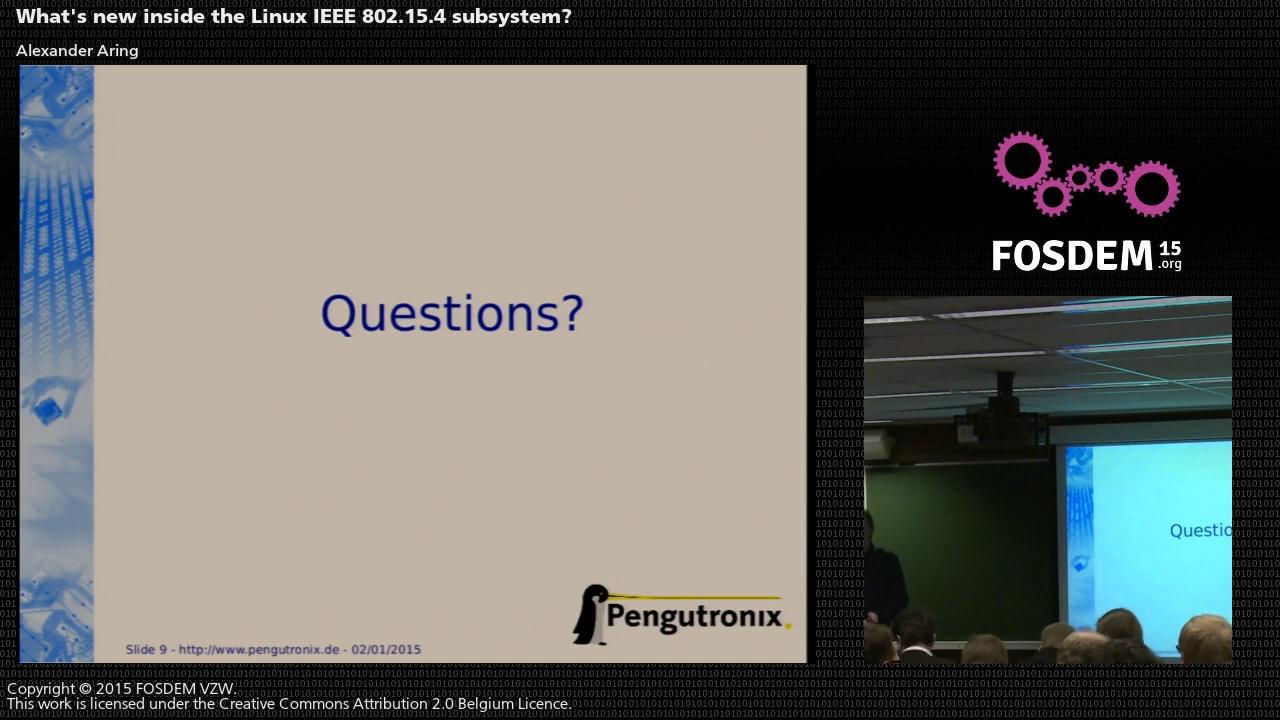 What's new inside the Linux IEEE 802.15.4 subsystem?
Alexander Aring
Questions?
Pengutronix.
Slide 9 - http://www.pengutronix.de - 02/01/2015
FOSDEM 15
.org
Questio
Copyright © 2015 FOSDEM VZW.
This work is licensed under the Creative Commons Attribution 2.0 Belgium Licence.